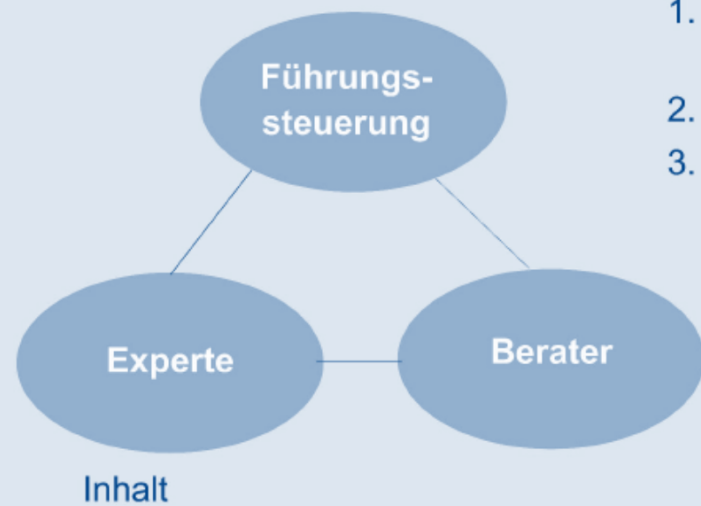 1.
Führungs-
steuerung
2.
3.
Experte
Berater
Inhalt